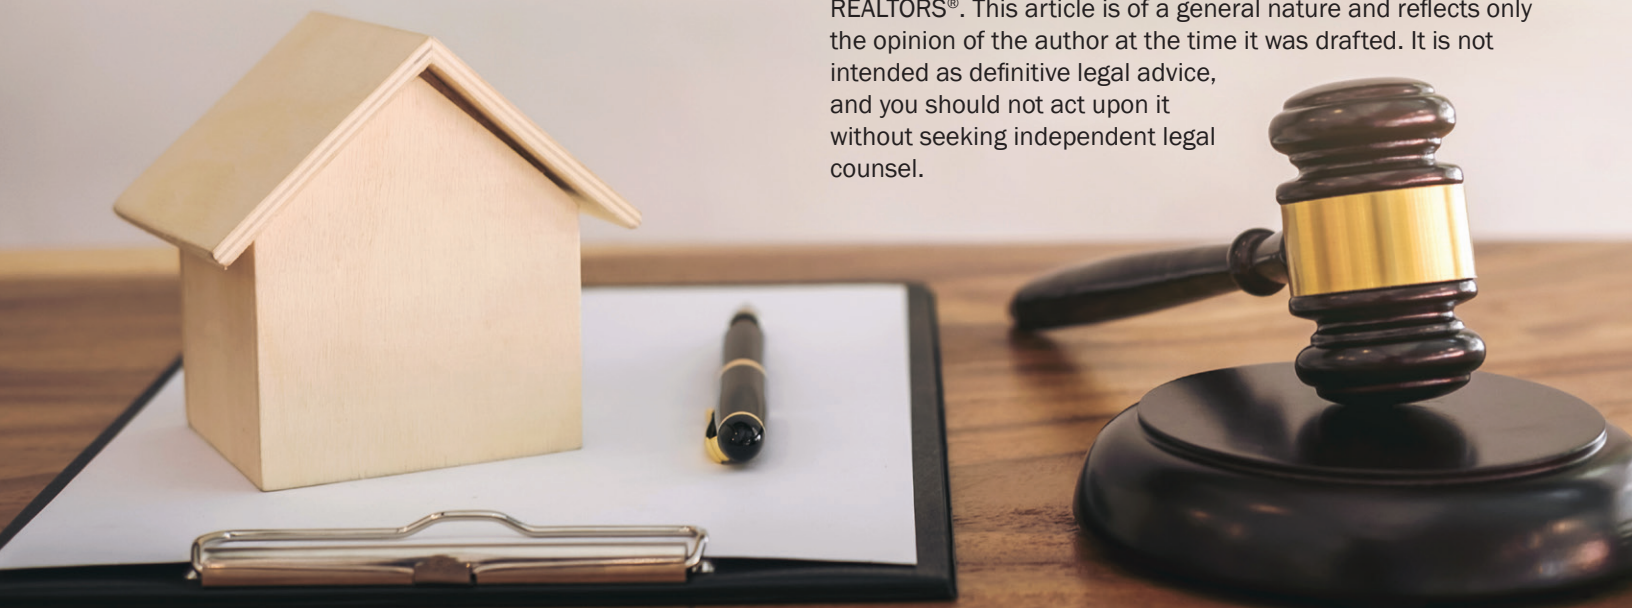 REALTORS®. This article is of a general nature and reflects only
the opinion of the author at the time it was drafted. It is not
intended as definitive legal advice,
and you should not act upon it
without seeking independent legal
counsel.